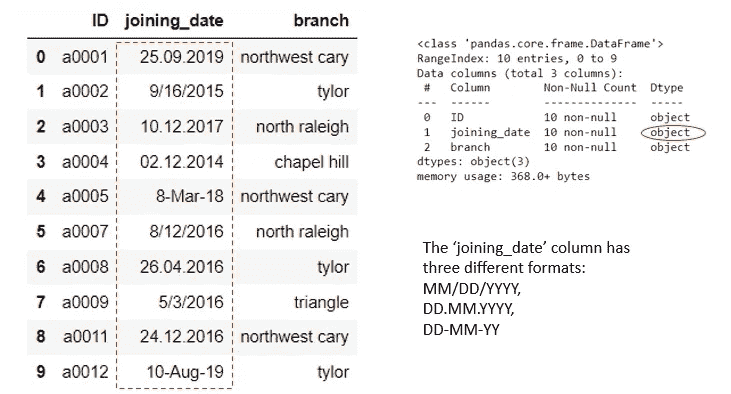 ID joining_date branch
0 a0001 25.09.2019 northwest cary
1 a0002 9/16/2015 tylor
2 a0003 10.12.2017 north raleigh
3 a0004 02.12.2014 chapel hill
4 a0005 8-Mar-18 northwest cary
5 a0007 8/12/2016 north raleigh
6 a0008 26.04.2016 tylor
7 a0009 5/3/2016 triangle
8 a0011 24.12.2016 northwest cary
9 a0012 10-Aug-19 tylor
<class 'pandas.core.frame.DataFrame'>
RangeIndex: 10 entries, 0 to 9
Data columns (total 3 columns):
# Column Non-Null Count Dtype
--- ------ -------------- -----
0 ID 10 non-null object
1 joining_date 10 non-null object
2 branch 10 non-null object
dtypes: object(3)
memory usage: 368.0+ bytes
The ‘joining_date’ column has
three different formats:
MM/DD/YYYY,
DD.MM.YYYY,
DD-MM-YY